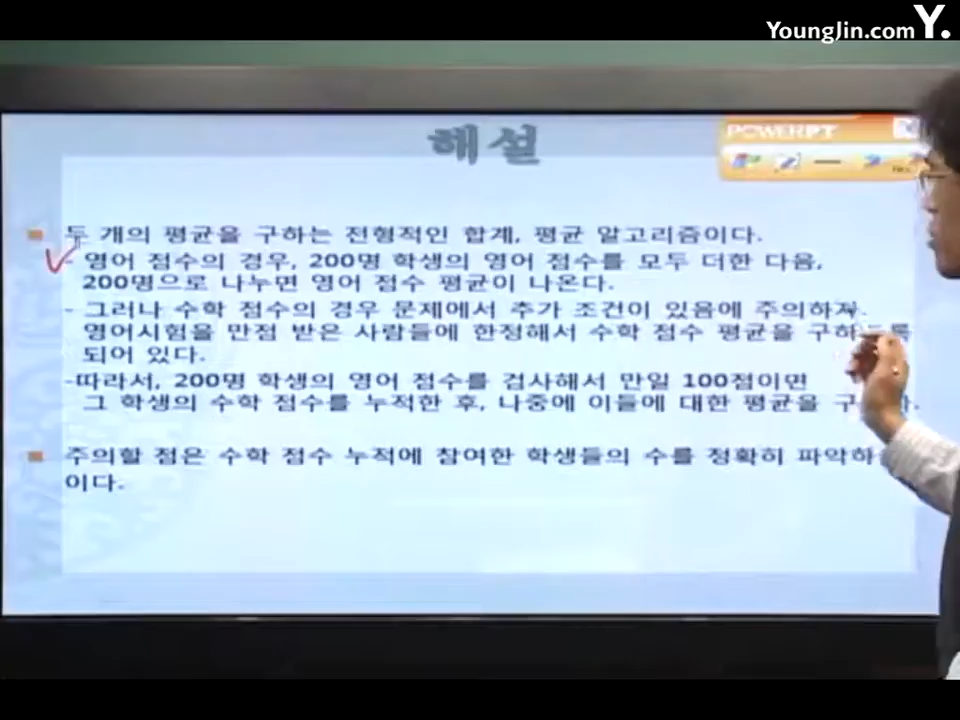 YoungJin.com Y.
해설
POWERPT
두 개의 평균을 구하는 전형적인 합계, 평균 알고리즘이다.
- 영어 점수의 경우, 200명 학생의 영어 점수를 모두 더한 다음,
200명으로 나누면 영어 점수 평균이 나온다.
- 그러나 수학 점수의 경우 문제에서 추가 조건이 있음에 주의하자.
영어시험을 만점 받은 사람들에 한정해서 수학 점수 평균을 구하도록
되어 있다.
-따라서, 200명 학생의 영어 점수를 검사해서 만일 100점이면
그 학생의 수학 점수를 누적한 후, 나중에 이들에 대한 평균을
주의할 점은 수학 점수 누적에 참여한 학생들의 수를 정확히
이다.